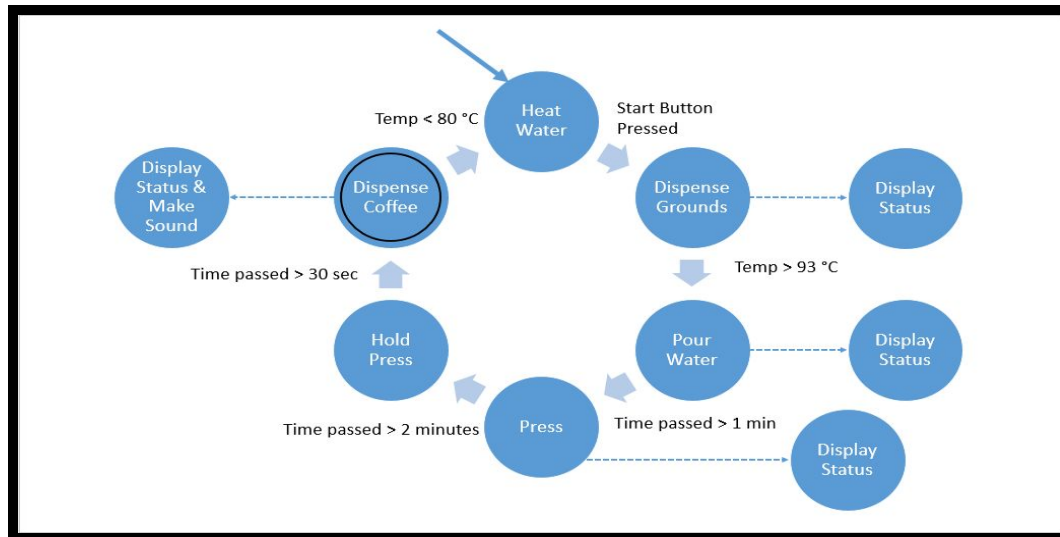 Heat
Water
Temp < 80 °C
Start Button
Pressed
Display
Status &
Make
Sound
Dispense
Coffee
Dispense
Grounds
Display
Status
Time passed > 30 sec
Temp > 93 °C
Hold
Press
Pour
Water
Display
Status
Time passed > 2 minutes
Press
Time passed > 1 min
Display
Status